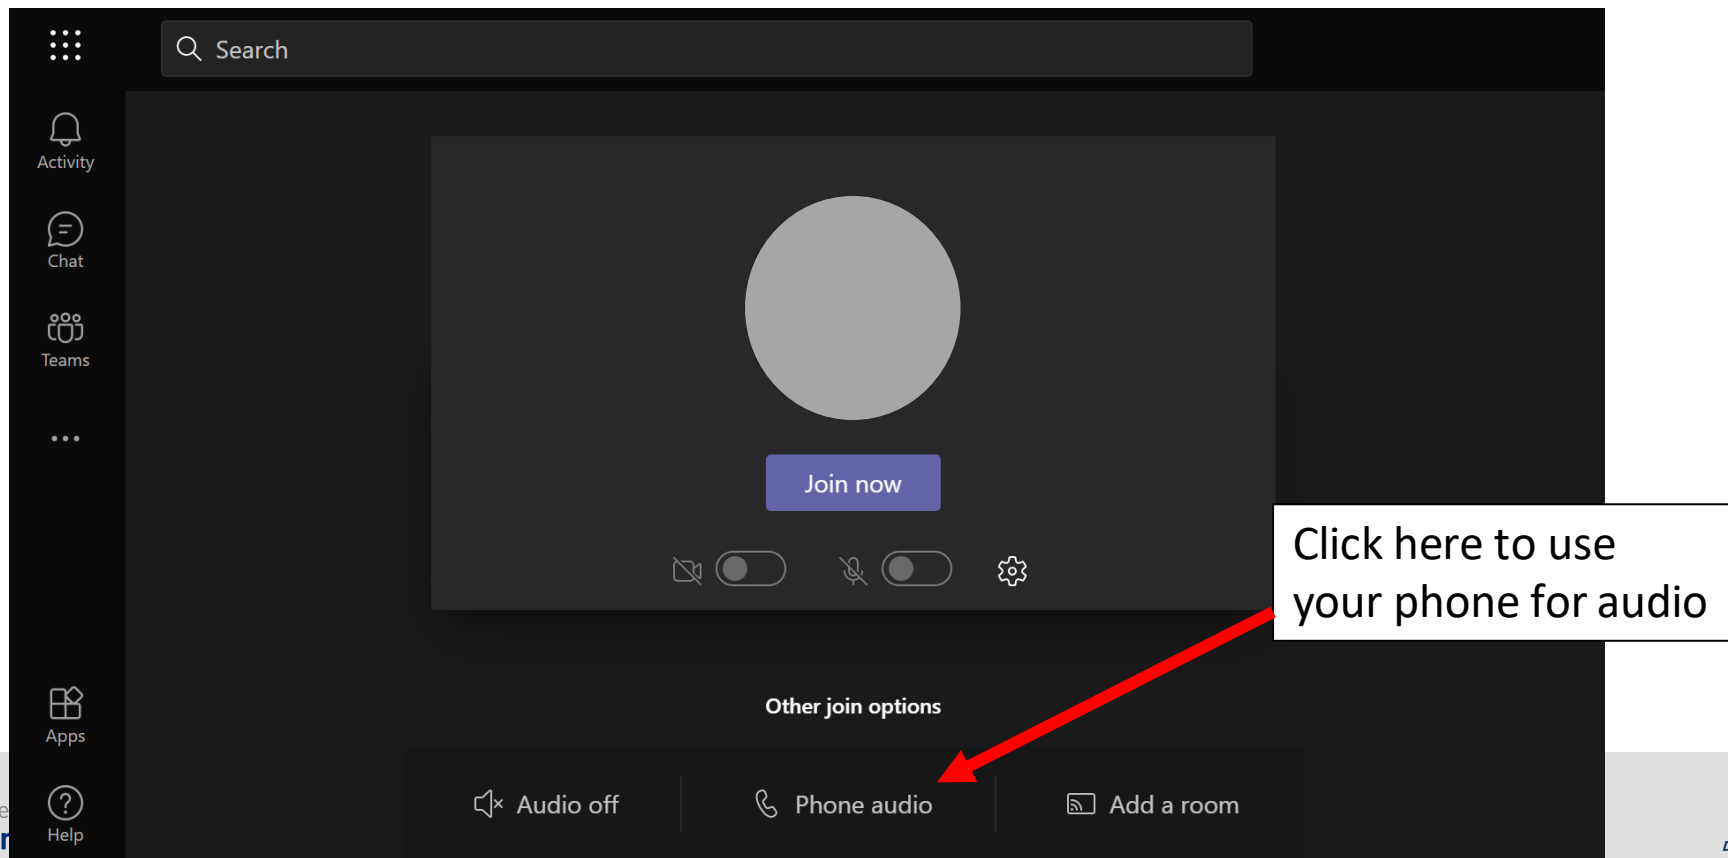 Search
Activity
Chat
Teams
Join now
Click here to use
your phone for audio
Other join options
Apps
Audio off
Phone audio
Add a room
Help